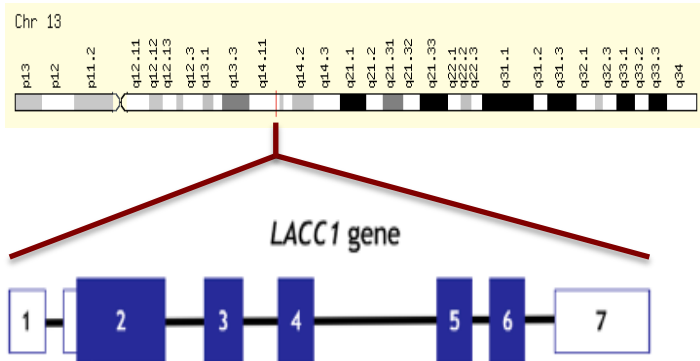 Chr 13
p13 p12 p11.2 q12.11 q12.12 q12.13 q12.3 q13.1 q13.3 q14.11 q14.2 q14.3 q21.1 q21.2 q21.31 q21.32 q21.33 q22.1 q22.2 q22.3 q31.1 q31.2 q31.3 q32.1 q32.3 q33.1 q33.2 q33.3 q34
LACC1 gene
1 2 3 4 5 6 7